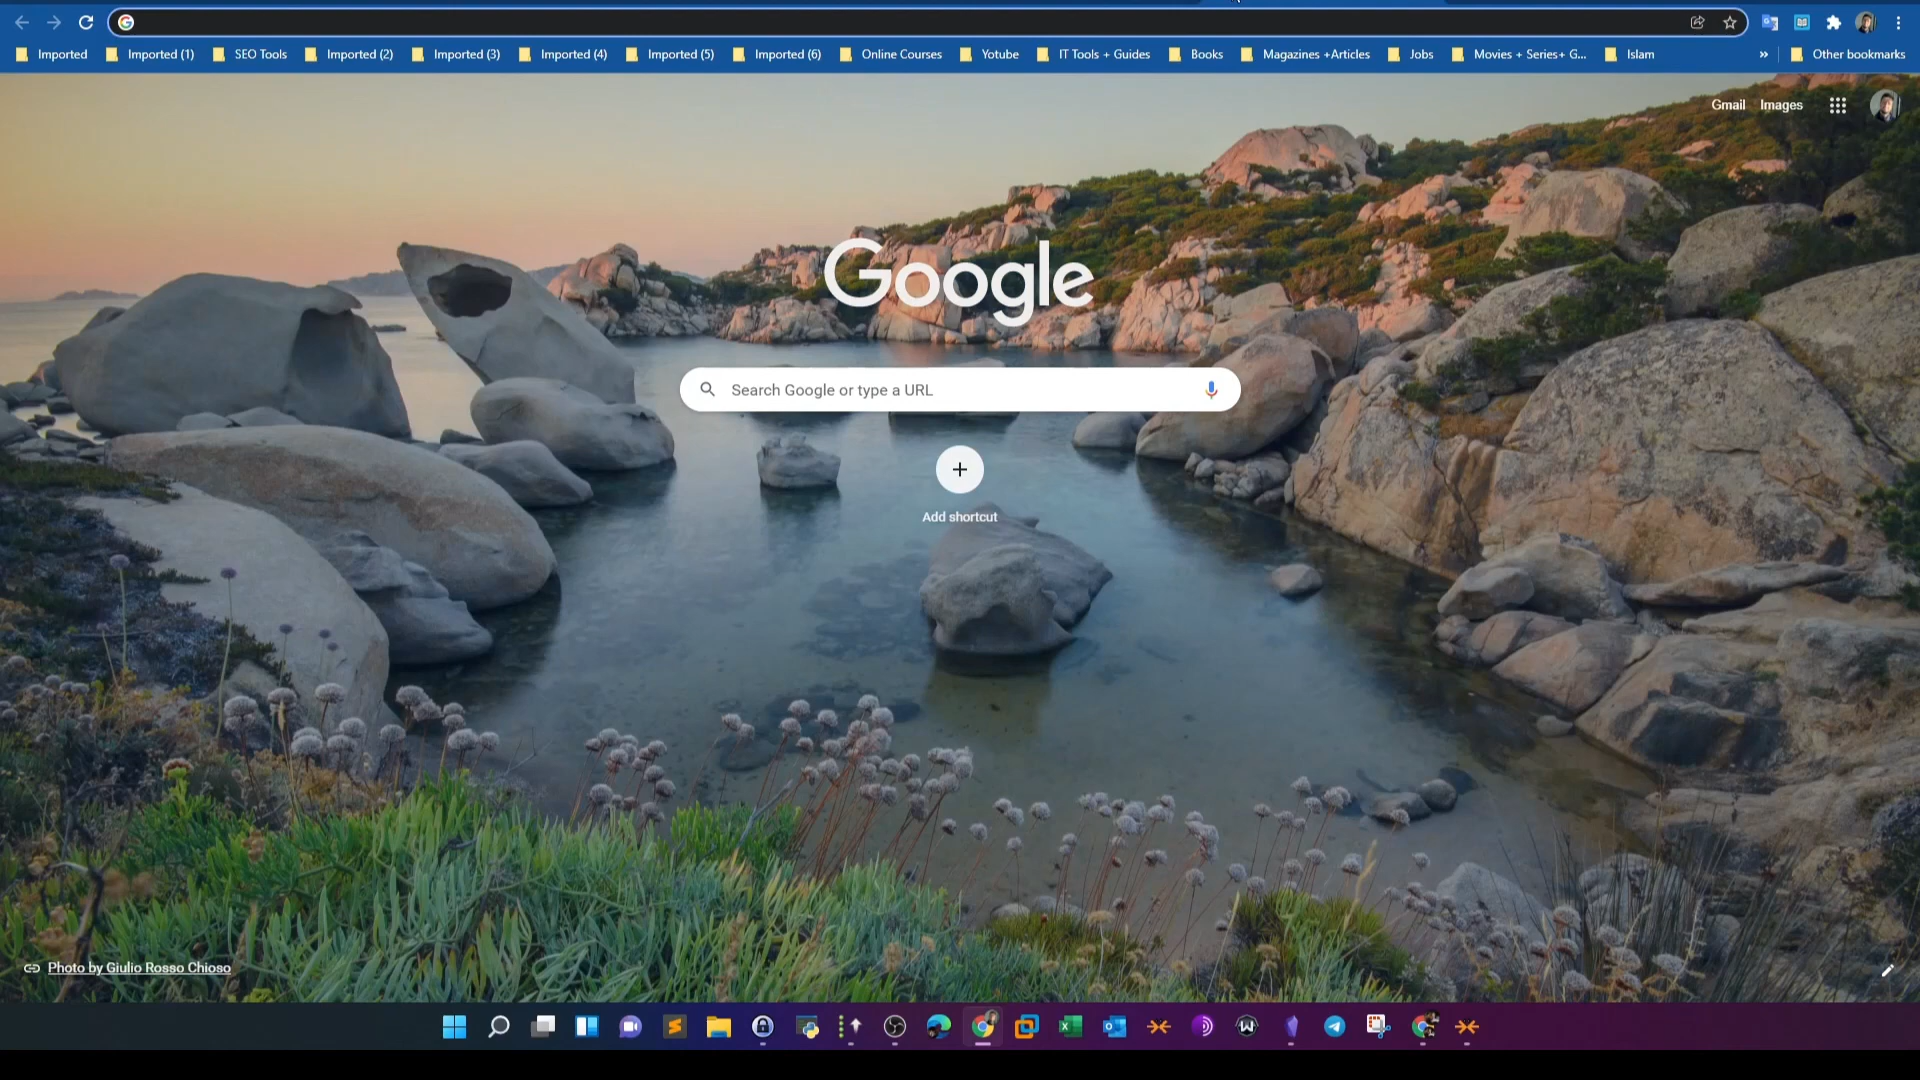 Imported Imported (1) SEO Tools Imported (2) Imported (3) Imported (4) Imported (5) Imported (6) Online Courses Yotube IT Tools + Guides Books Magazines +Articles Jobs Movies + Series+ G... Islam » Other bookmarks
Gmail Images
Google
Search Google or type a URL
Add shortcut
Photo by Giulio Rosso Chioso